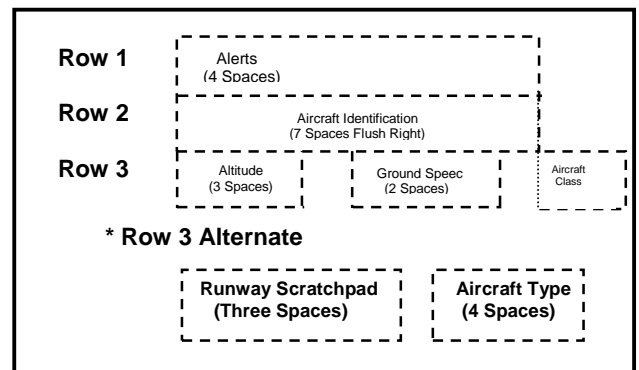 Row 1
Alerts
(4 Spaces)
Row 2
Aircraft Identification
(7 Spaces Flush Right)
Row 3
Altitude
(3 Spaces)
Ground Speec
(2 Spaces)
Aircraft
Class
* Row 3 Alternate
Runway Scratchpad
(Three Spaces)
Aircraft Type
(4 Spaces)